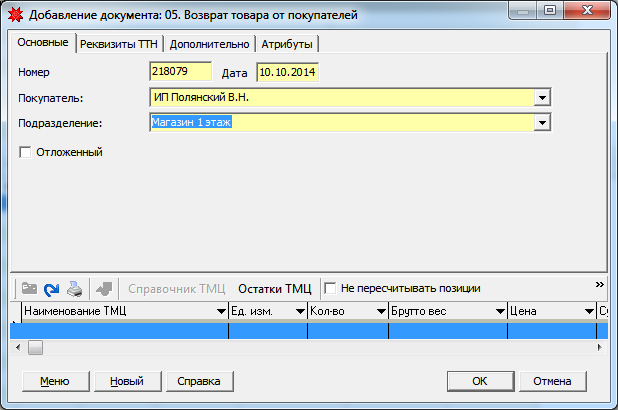 Добавление документа: 05. Возврат товара от покупателей
Основные Реквизиты ТТН Дополнительно Атрибуты
Номер 218079 Дата 10.10.2014
Покупатель: ИП Полянский В.Н.
Подразделение: Магазин 1 этаж
Отложенный
Справочник ТМЦ Остатки ТМЦ Не пересчитывать позиции »
Наименование ТМЦ Ед. изм. Кол-во Брутто вес Цена
Меню Новый Справка ОК Отмена